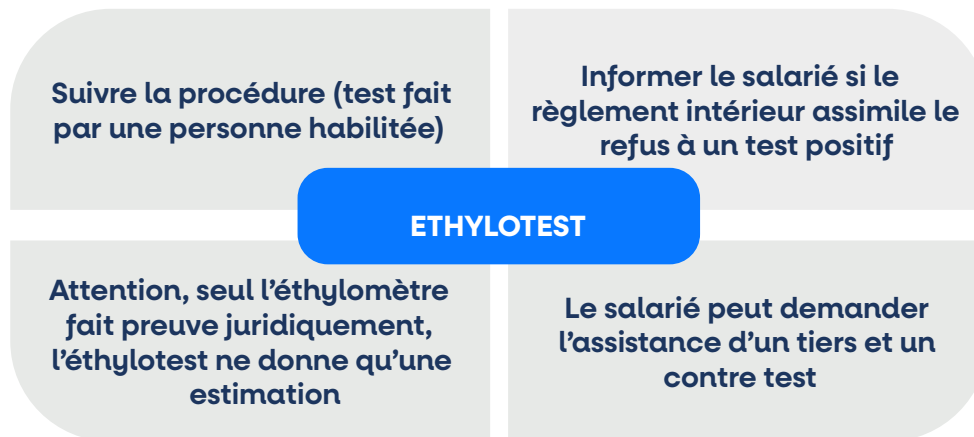 Suivre la procédure (test fait
par une personne habilitée)
Informer le salarié si le
règlement intérieur assimile le
refus à un test positif
ETHYLOTEST
Attention, seul l’éthylomètre
fait preuve juridiquement,
l’éthylotest ne donne qu’une
estimation
Le salarié peut demander
l’assistance d’un tiers et un
contre test